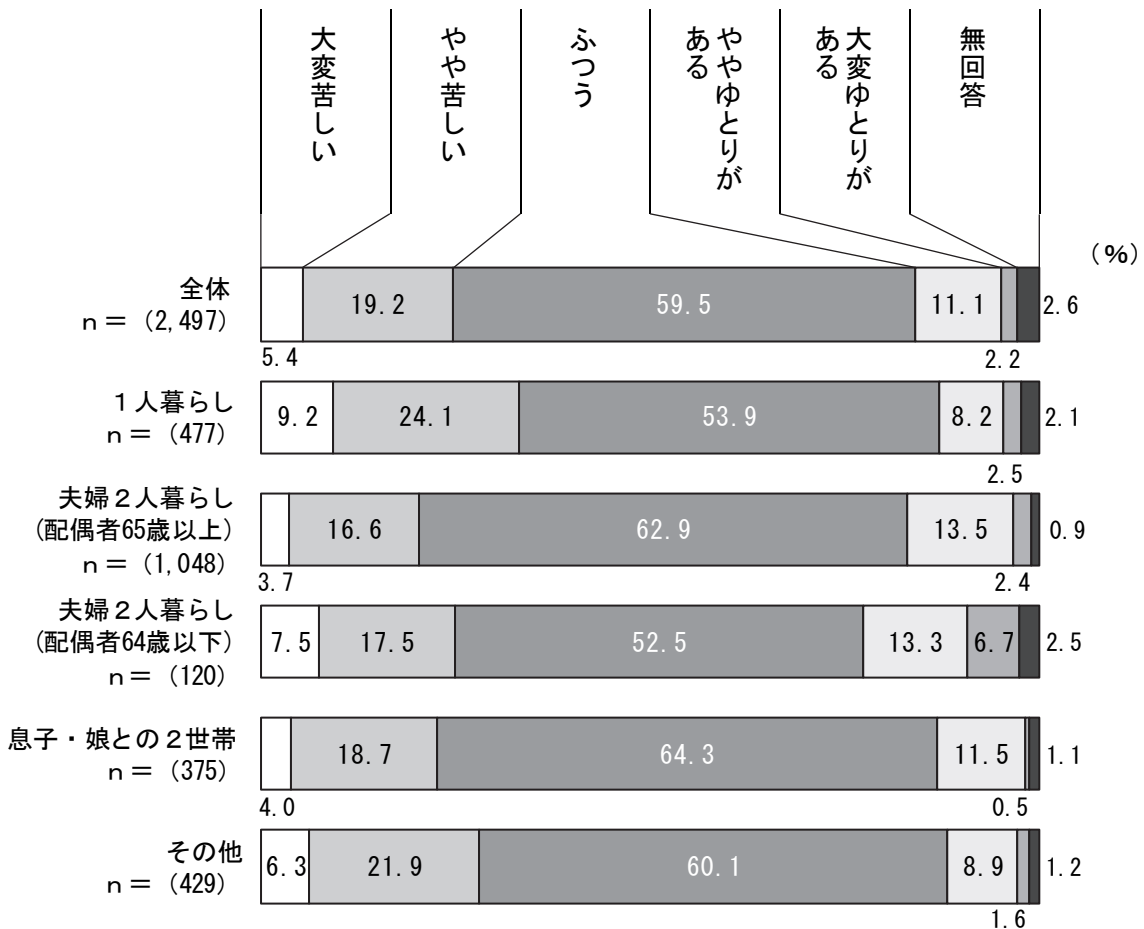 大変苦しい
やや苦しい
ふつう
ややゆとりが
ある
大変ゆとりが
ある
無回答
（％）
全体
ｎ＝（2,497）
5.4
19.2
59.5
11.1
2.2
2.6
１人暮らし
ｎ＝（477）
9.2
24.1
53.9
8.2
2.5
2.1
夫婦２人暮らし
（配偶者65歳以上）
ｎ＝（1,048）
3.7
16.6
62.9
13.5
2.4
0.9
夫婦２人暮らし
（配偶者64歳以下）
ｎ＝（120）
7.5
17.5
52.5
13.3
6.7
2.5
息子・娘との２世帯
ｎ＝（375）
4.0
18.7
64.3
11.5
0.5
1.1
その他
ｎ＝（429）
6.3
21.9
60.1
8.9
1.6
1.2